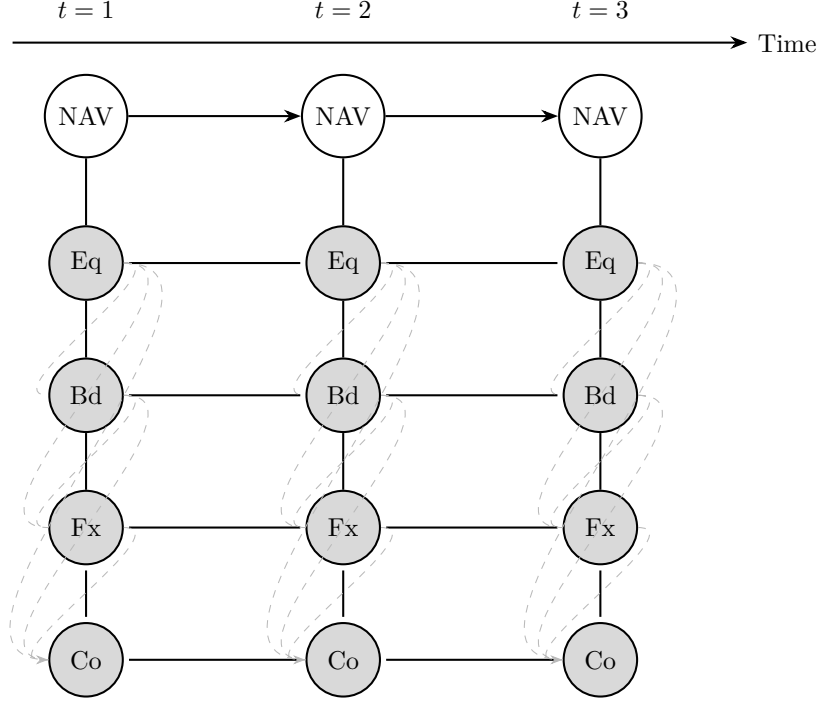 t = 1 t = 2 t = 3
Time
NAV NAV NAV
Eq Eq Eq
Bd Bd Bd
Fx Fx Fx
Co Co Co